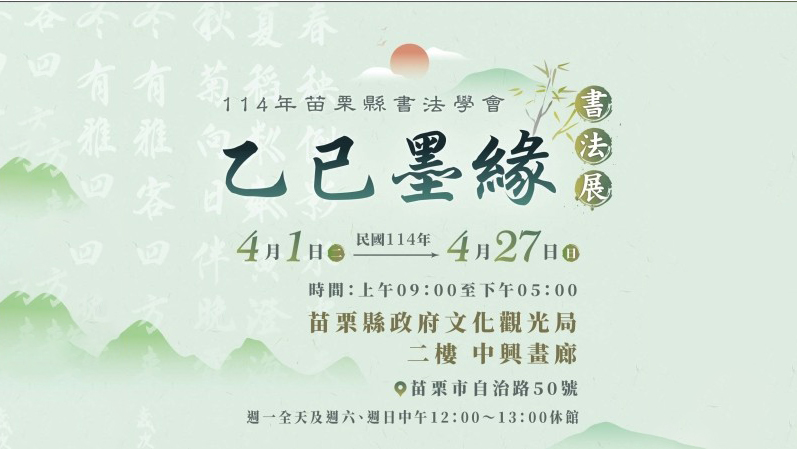 114年苗栗縣書法學會
乙巳墨緣
書法展
4月1日二 民國114年 4月27日日
時間：上午09：00至下午05：00
苗栗縣政府文化觀光局
二樓 中興畫廊
苗栗市自治路50號
週一全天及週六、週日中午12：00～13：00休館